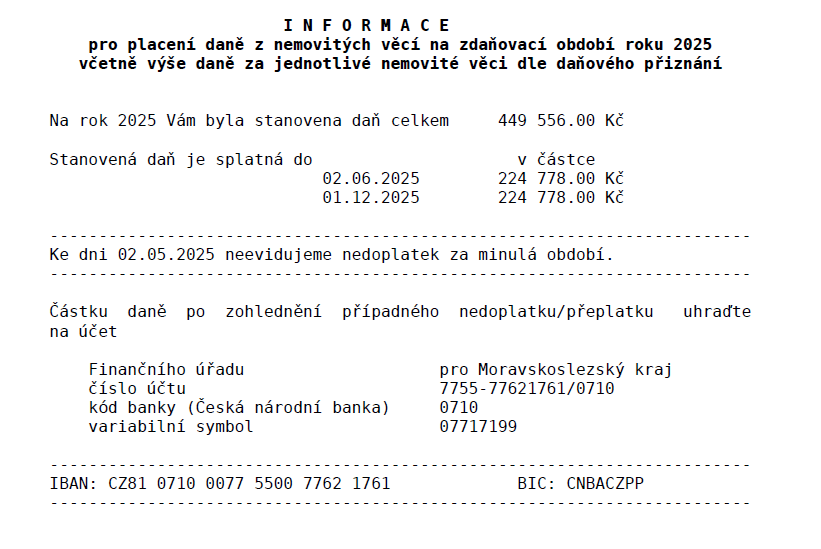 I N F O R M A C E
pro placení daně z nemovitých věcí na zdaňovací období roku 2025
včetně výše daně za jednotlivé nemovité věci dle daňového přiznání
Na rok 2025 Vám byla stanovena daň celkem 449 556.00 Kč
Stanovená daň je splatná do v částce
02.06.2025 224 778.00 Kč
01.12.2025 224 778.00 Kč
------------------------------------------------------------------------
Ke dni 02.05.2025 neevidujeme nedoplatek za minulá období.
------------------------------------------------------------------------
Částku daně po zohlednění případného nedoplatku/přeplatku uhraďte
na účet
Finančního úřadu pro Moravskoslezský kraj
číslo účtu 7755-77621761/0710
kód banky (Česká národní banka) 0710
variabilní symbol 07717199
------------------------------------------------------------------------
IBAN: CZ81 0710 0077 5500 7762 1761 BIC: CNBACZPP
------------------------------------------------------------------------